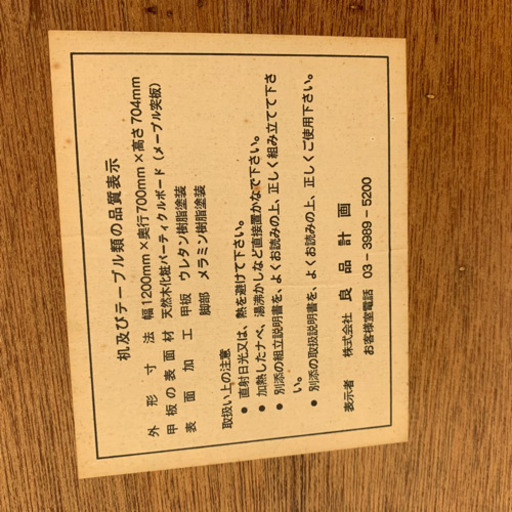 机及びテーブル類の品質表示
外形寸法 幅1200mm×奥行700mm×高さ704mm
甲板の表面材 天然木化粧パーティクルボード(メープル突板)
表面加工 甲板 ウレタン樹脂塗装
脚部 メラミン樹脂塗装
取扱い上の注意
● 直射日光又は、熱を避けて下さい。
● 加熱したナベ、湯沸かしなど直接置かなで下さい。
● 別添の組立説明書を、よくお読みの上、正しく組み立てて下さ
い。
● 別添の取扱説明書を、よくお読みの上、正しくご使用下さい。
表示者 株式会社 良品計画
お客様室電話 03-3989-5200